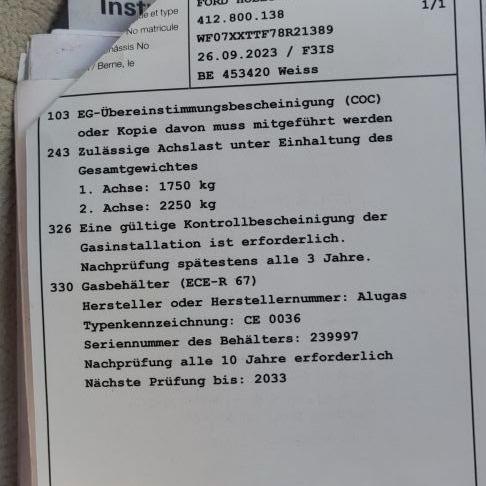 Inst
et type
No matricule
hâssis No
Berne, le
FORD
1/1
412.800.138
WF07XXTTF78R21389
26.09.2023 / F3IS
BE 453420 Weiss
103 EG-Übereinstimmungsbescheinigung (COC)
oder Kopie davon muss mitgeführt werden
243 Zulässige Achslast unter Einhaltung des
Gesamtgewichtes
1. Achse: 1750 kg
2. Achse: 2250 kg
326 Eine gültige Kontrollbescheinigung der
Gasinstallation ist erforderlich.
Nachprüfung spätestens alle 3 Jahre.
330 Gasbehälter (ECE-R 67)
Hersteller oder Herstellernummer: Alugas
Typenkennzeichnung: CE 0036
Seriennummer des Behälters: 239997
Nachprüfung alle 10 Jahre erforderlich
Nächste Prüfung bis: 2033